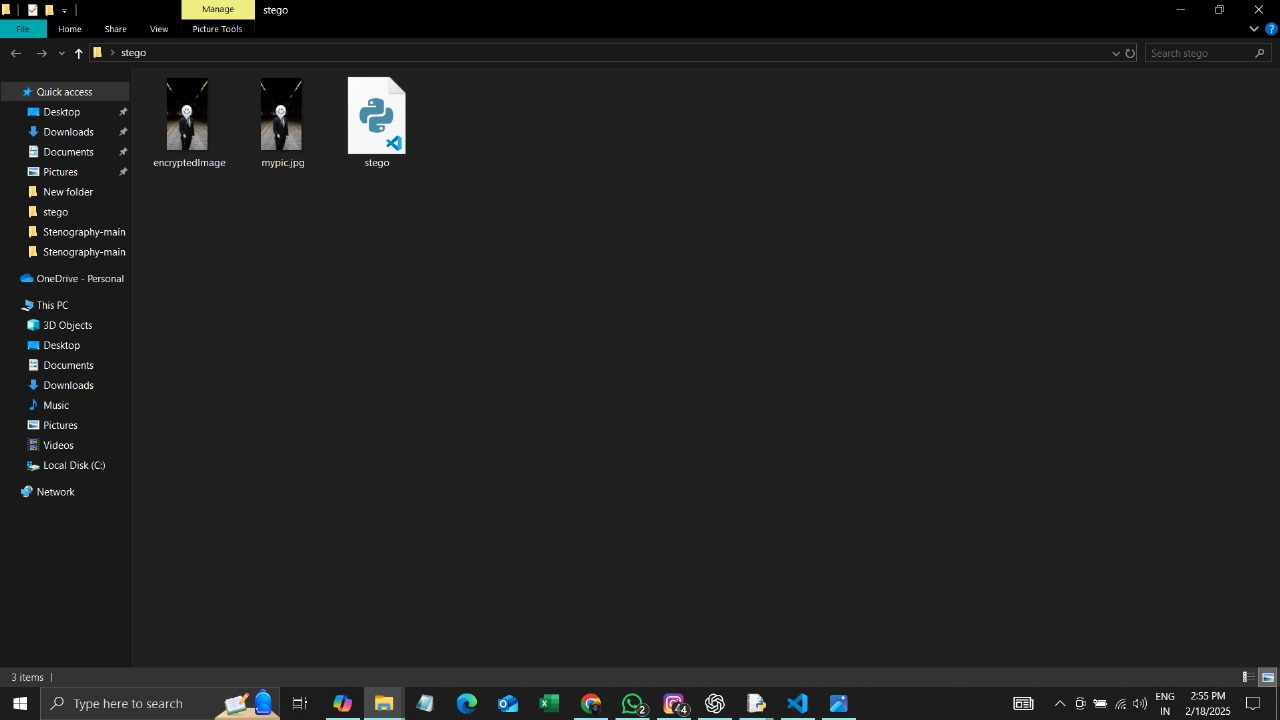 Manage
stego
File
Home
Share
View
Picture Tools
stego
Search stego
Quick access
Desktop
Downloads
Documents
Pictures
New folder
stego
Stenography-main
Stenography-main
OneDrive - Personal
This PC
3D Objects
Desktop
Documents
Downloads
Music
Pictures
Videos
Local Disk (C:)
Network
encryptedImage
mypic.jpg
stego
3 items
Type here to search
2
4
ENG
IN
2:55 PM
2/18/2025